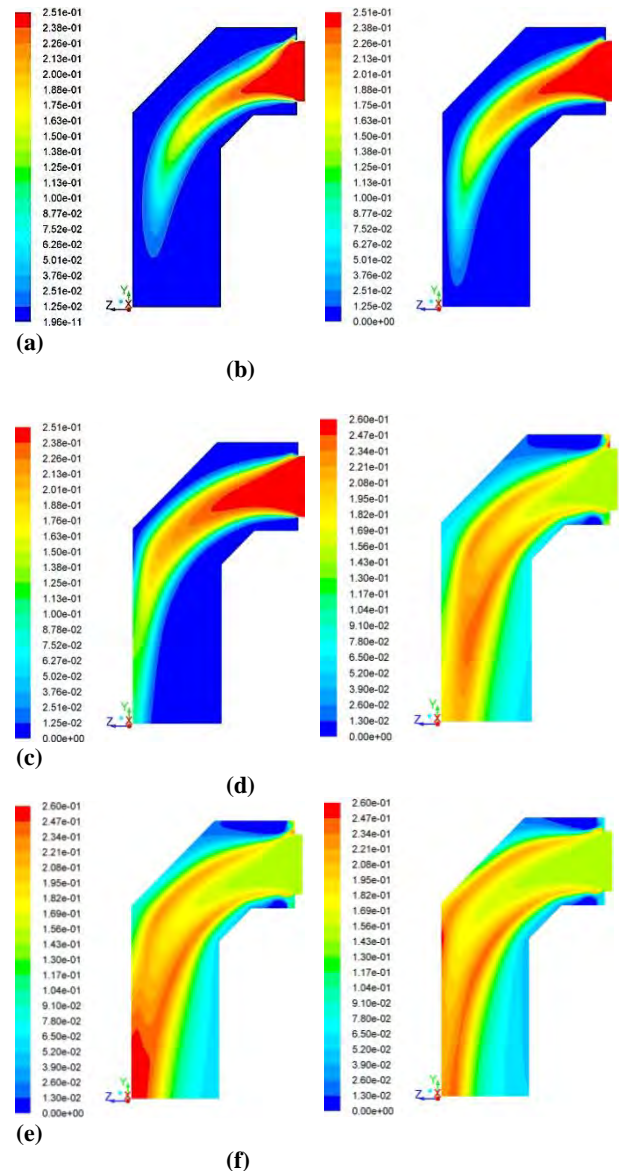 2.51e-01
2.38e-01
2.26e-01
2.13e-01
2.00e-01
1.88e-01
1.75e-01
1.63e-01
1.50e-01
1.38e-01
1.25e-01
1.13e-01
1.00e-01
8.77e-02
7.52e-02
6.26e-02
5.01e-02
3.76e-02
2.51e-02
1.25e-02
1.96e-11
Y
Z X
(a)
2.51e-01
2.38e-01
2.26e-01
2.13e-01
2.01e-01
1.88e-01
1.75e-01
1.63e-01
1.50e-01
1.38e-01
1.25e-01
1.13e-01
1.00e-01
8.77e-02
7.52e-02
6.26e-02
5.01e-02
3.76e-02
2.51e-02
1.25e-02
0.00e+00
Y
Z X
(b)
2.51e-01
2.38e-01
2.26e-01
2.13e-01
2.01e-01
1.88e-01
1.76e-01
1.63e-01
1.50e-01
1.38e-01
1.25e-01
1.13e-01
1.00e-01
8.78e-02
7.52e-02
6.27e-02
5.02e-02
3.76e-02
2.51e-02
1.25e-02
0.00e+00
Y
Z X
(c)
2.60e-01
2.47e-01
2.34e-01
2.21e-01
2.08e-01
1.95e-01
1.82e-01
1.69e-01
1.56e-01
1.43e-01
1.30e-01
1.17e-01
1.04e-01
9.10e-02
7.80e-02
6.50e-02
5.20e-02
3.90e-02
2.60e-02
1.30e-02
0.00e+00
Y
Z X
(d)
2.60e-01
2.47e-01
2.34e-01
2.21e-01
2.08e-01
1.95e-01
1.82e-01
1.69e-01
1.56e-01
1.43e-01
1.30e-01
1.17e-01
1.04e-01
9.10e-02
7.80e-02
6.50e-02
5.20e-02
3.90e-02
2.60e-02
1.30e-02
0.00e+00
Y
Z X
(e)
2.60e-01
2.47e-01
2.34e-01
2.21e-01
2.08e-01
1.95e-01
1.82e-01
1.69e-01
1.56e-01
1.43e-01
1.30e-01
1.17e-01
1.04e-01
9.10e-02
7.80e-02
6.50e-02
5.20e-02
3.90e-02
2.60e-02
1.30e-02
0.00e+00
Y
Z X
(f)